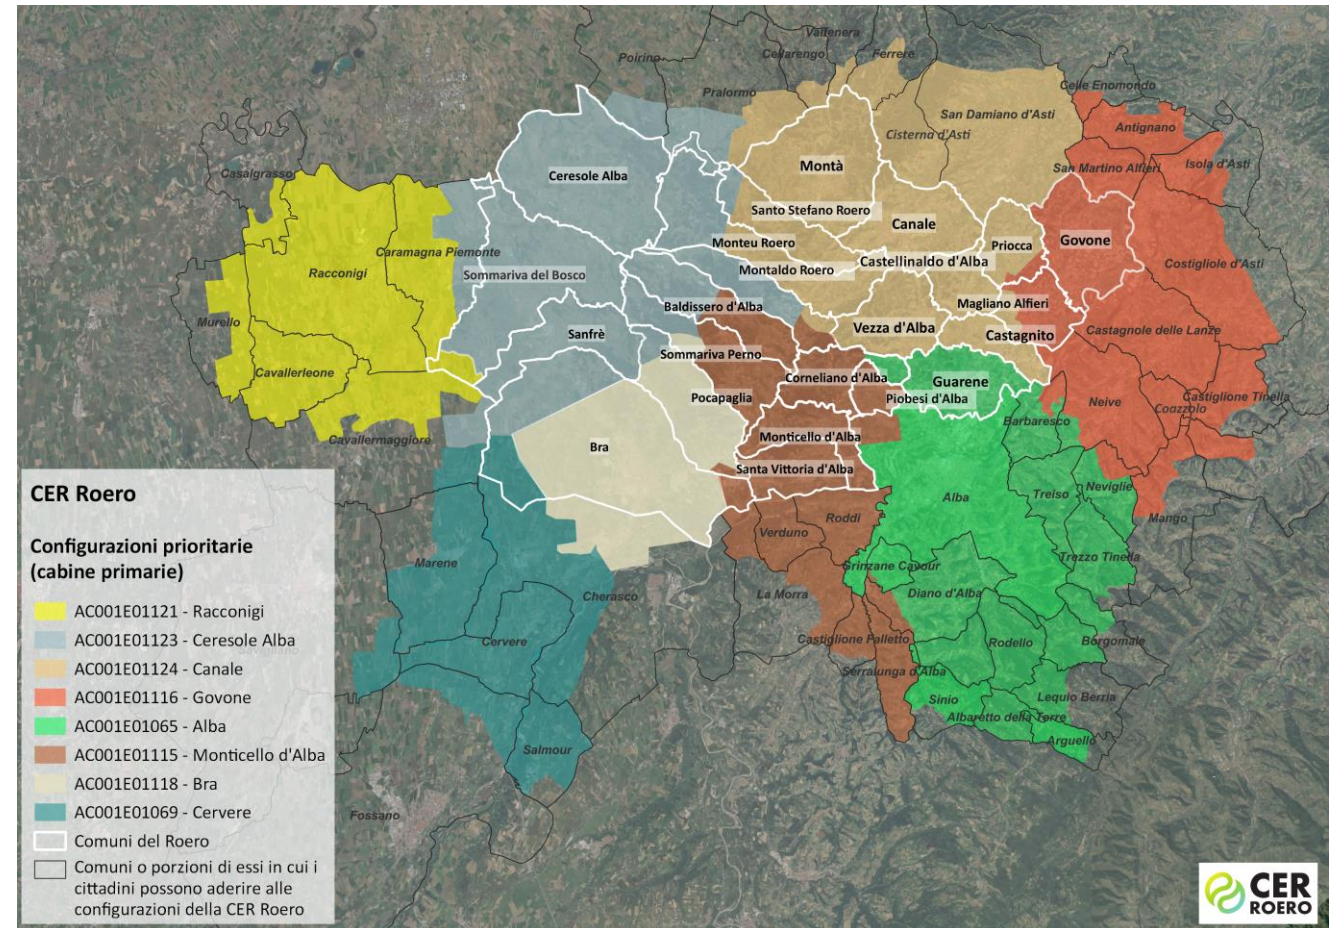 Vallenera
Poirino
Cellarengo
Ferrere
Pralormo
Celle Enomondo
San Damiano d'Asti
Antignano
Cisterna d'Asti
Casalgrasso
Montà
San Martino Alfieri
Isola d'Asti
Ceresole Alba
Santo Stefano Roero
Canale
Govone
Monteu Roero
Priocca
Caramagna Piemonte
Castellinaldo d'Alba
Costigliole d'Asti
Racconigi
Sommariva del Bosco
Montaldo Roero
Baldissero d'Alba
Magliano Alfieri
Murello
Sanfrè
Vezza d'Alba
Castagnito
Castagnole delle Lanze
Sommariva Perno
Cavallerleone
Corneliano d'Alba
Guarene
Pocapaglia
Piobesi d'Alba
Neive
Castiglione Tinella
Coazzolo
Barbaresco
Cavallermaggiore
Bra
Monticello d'Alba
Santa Vittoria d'Alba
Alba
Treiso
Neviglie
Mango
Roddi
Verduno
Trezzo Tinella
Marene
Grinzane Cavour
Cherasco
La Morra
Diano d'Alba
Cervere
Castiglione Falletto
Rodello
Borgomale
Serralunga d'Alba
Sinio
Lequio Berria
Albaretto della Torre
Arguello
Salmour
Fossano
CER Roero
Configurazioni prioritarie
(cabine primarie)
AC001E01121 - Racconigi
AC001E01123 - Ceresole Alba
AC001E01124 - Canale
AC001E01116 - Govone
AC001E01065 - Alba
AC001E01115 - Monticello d'Alba
AC001E01118 - Bra
AC001E01069 - Cervere
Comuni del Roero
Comuni o porzioni di essi in cui i
cittadini possono aderire alle
configurazioni della CER Roero
CER
ROERO